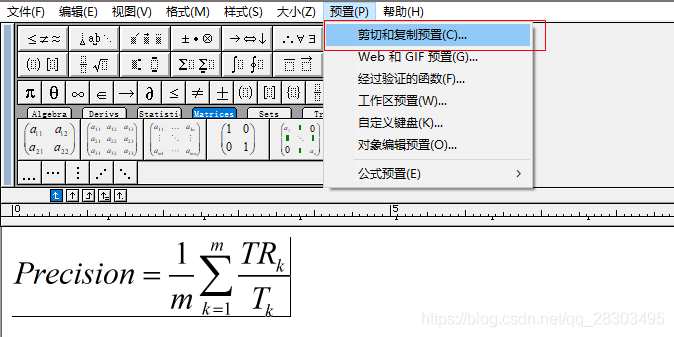 文件(F) 编辑(E) 视图(V) 格式(M) 样式(S) 大小(Z) 预置(P) 帮助(H)
剪切和复制预置(C)...
Web 和 GIF 预置(G)...
经过验证的函数(F)...
工作区预置(W)...
自定义键盘(K)...
对象编辑预置(O)...
公式预置(E)
≤ ≠ ≈ ∴ ∀ ∃
π θ ∞ ∈ → ∂ ≤ ≠ ±
Algebra Derivs Statisti Matrices Sets Tr
0 5
Precision = 1/m ∑_{k=1}^{m} TR_k/T_k
https://blog.csdn.net/qq_28303495